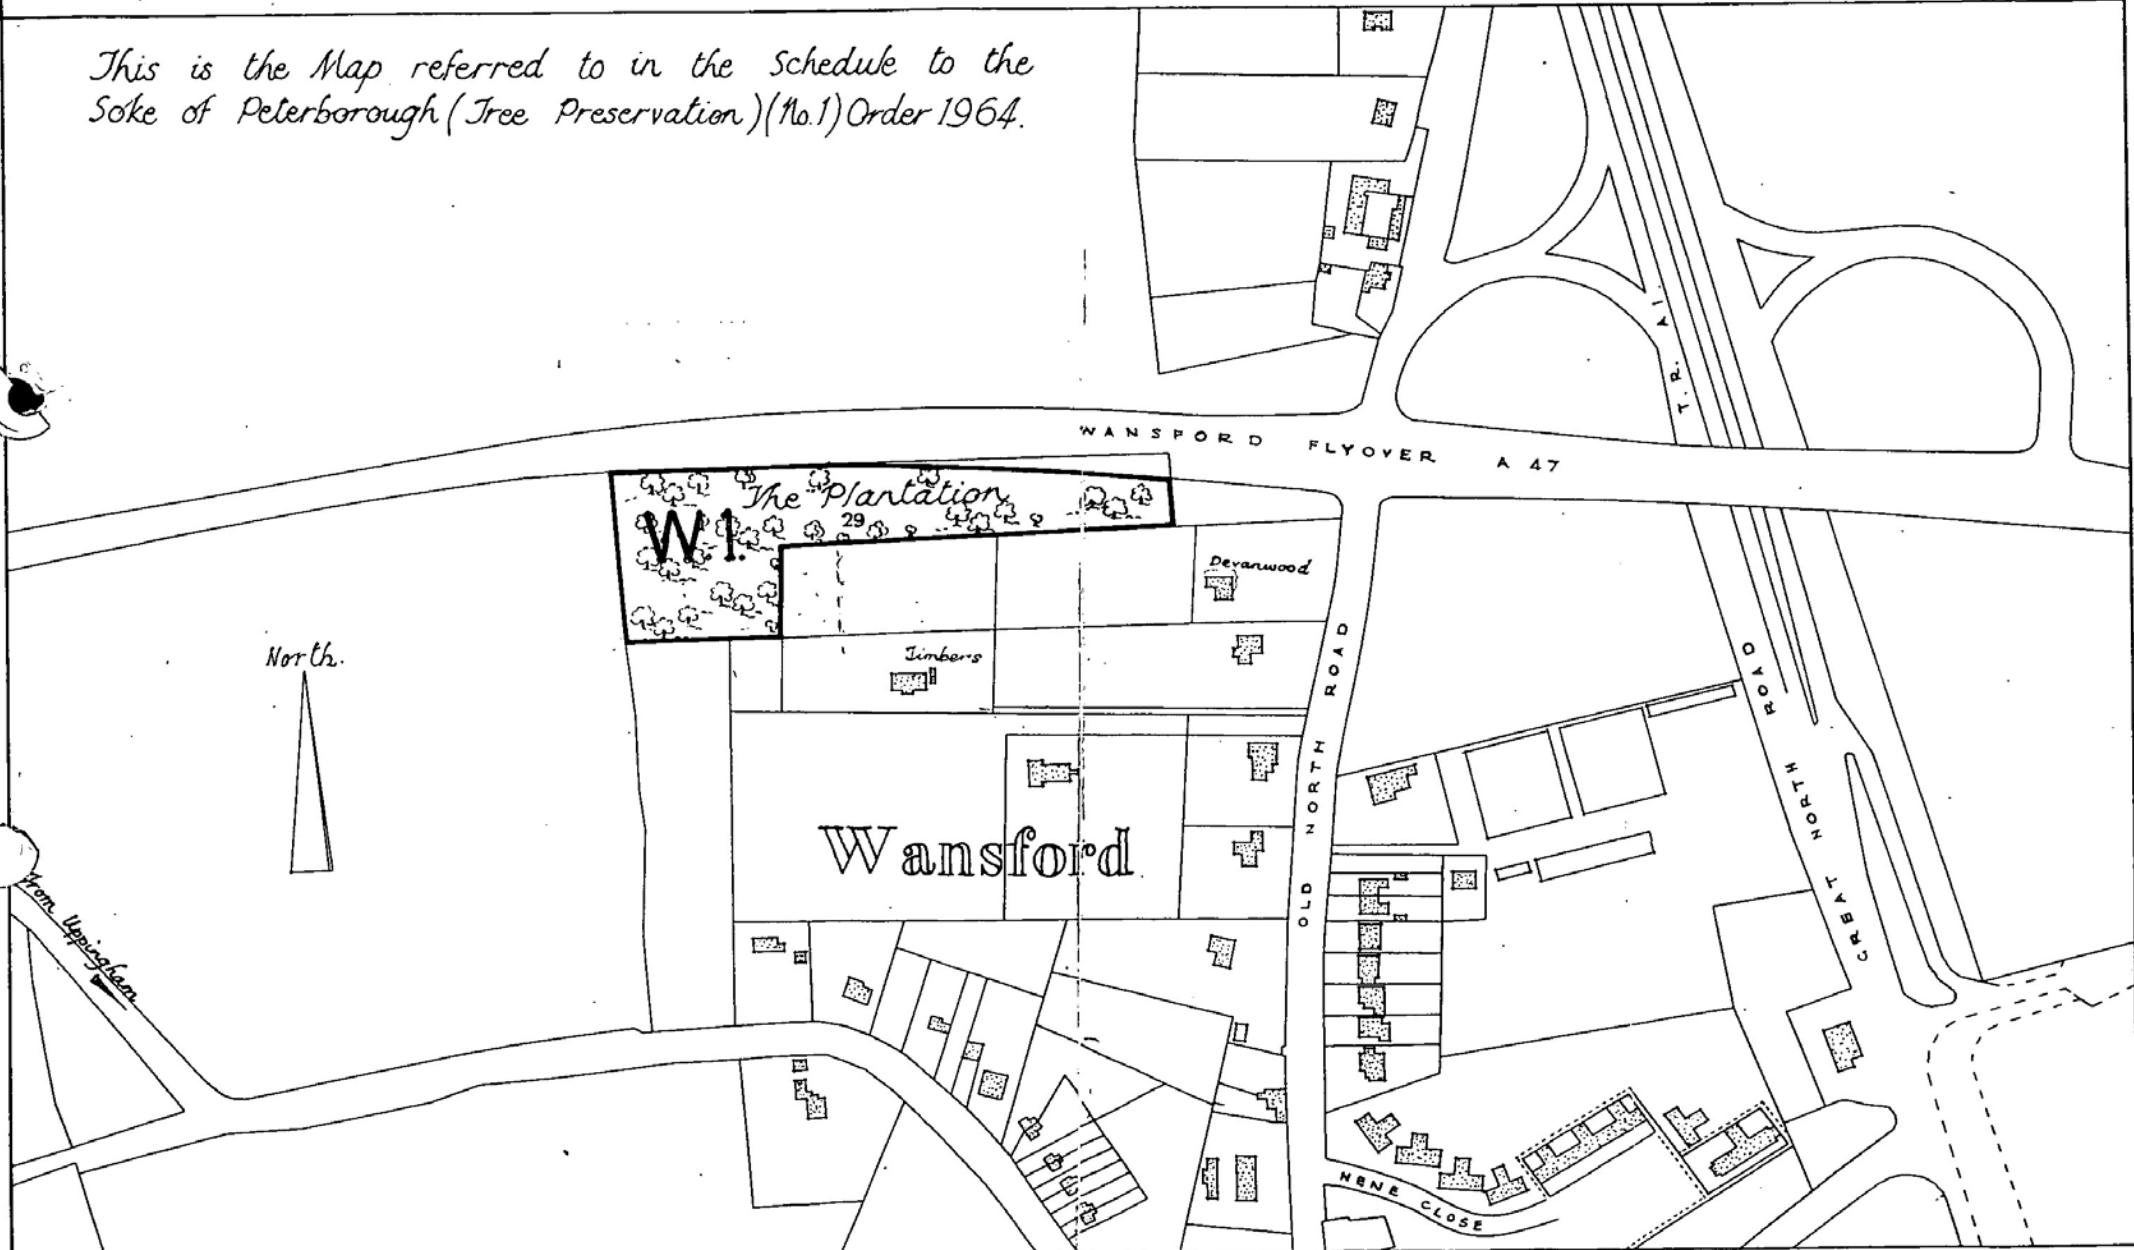 This is the Map referred to in the Schedule to the
Soke of Peterborough (Tree Preservation)(No.1) Order 1964.
T.R. A1.
WANSFORD FLYOVER A 47
The Plantation
29
W.1.
Devanwood
North.
Timbers
OLD NORTH ROAD
GREAT NORTH ROAD
Wansford
From Uppingham
NENE CLOSE